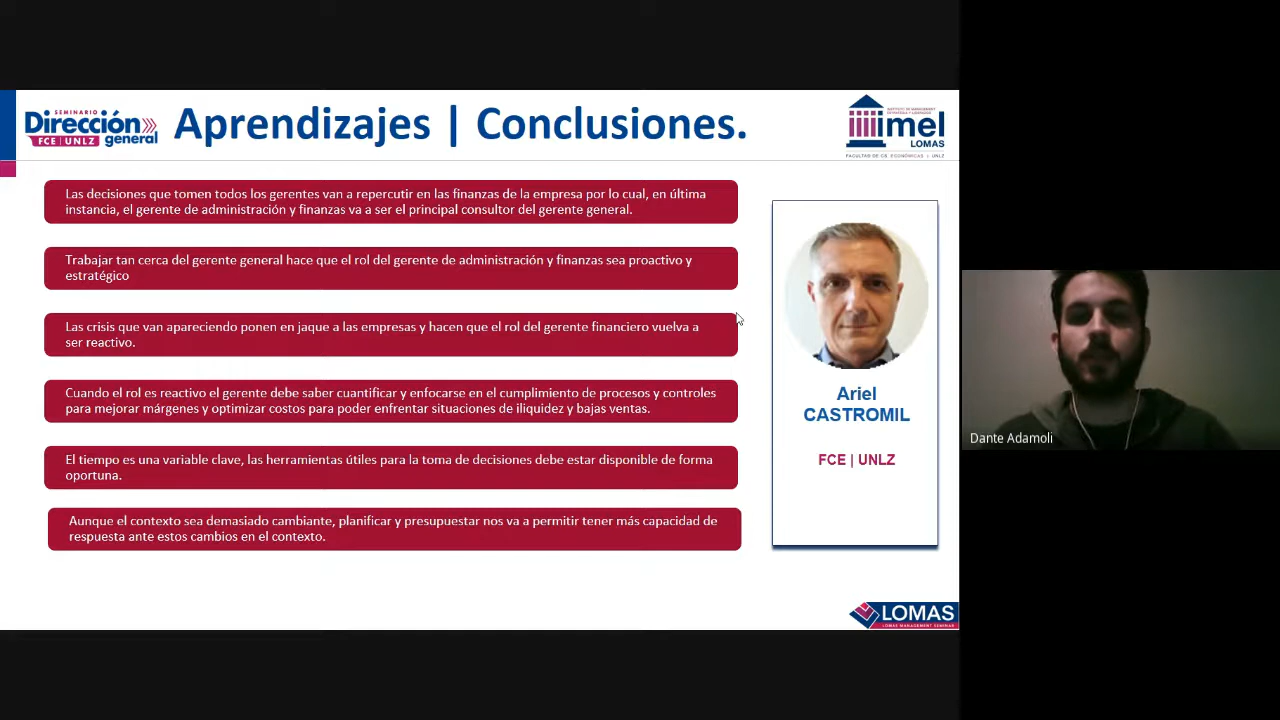 SEMINARIO
Dirección
FCE | UNLZ general
Aprendizajes | Conclusiones.
imel
LOMAS
FACULTAD DE CS. ECONÓMICAS | UNLZ
Las decisiones que tomen todos los gerentes van a repercutir en las finanzas de la empresa por lo cual, en última
instancia, el gerente de administración y finanzas va a ser el principal consultor del gerente general.
Trabajar tan cerca del gerente general hace que el rol del gerente de administración y finanzas sea proactivo y
estratégico
Las crisis que van apareciendo ponen en jaque a las empresas y hacen que el rol del gerente financiero vuelva a
ser reactivo.
Cuando el rol es reactivo el gerente debe saber cuantificar y enfocarse en el cumplimiento de procesos y controles
para mejorar márgenes y optimizar costos para poder enfrentar situaciones de iliquidez y bajas ventas.
El tiempo es una variable clave, las herramientas útiles para la toma de decisiones debe estar disponible de forma
oportuna.
Aunque el contexto sea demasiado cambiante, planificar y presupuestar nos va a permitir tener más capacidad de
respuesta ante estos cambios en el contexto.
Ariel
CASTROMIL
FCE | UNLZ
LOMAS
LOMAS MANAGEMENT SEMINAR
Dante Adamoli